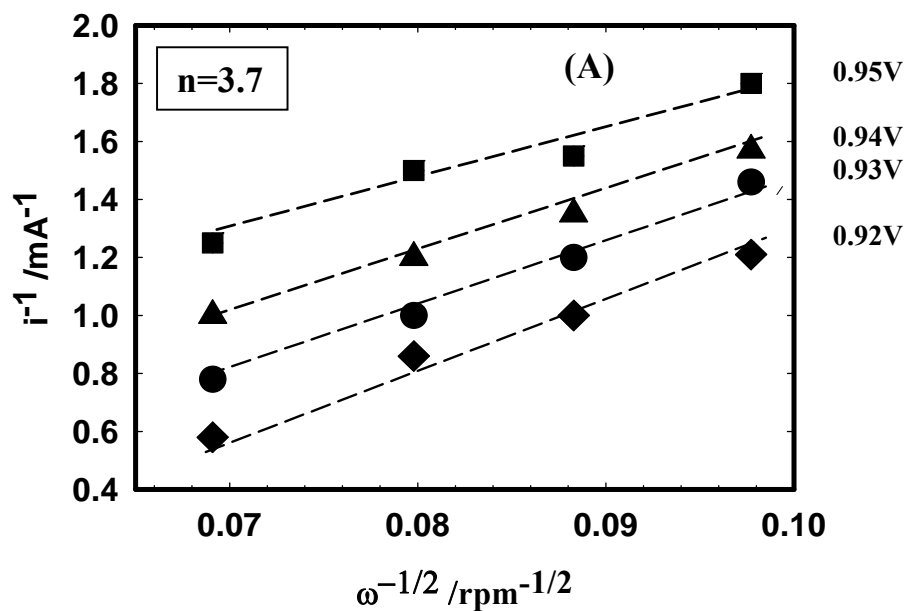 2.0
n=3.7
(A)
1.8
0.95V
1.6
0.94V
1.4
0.93V
1.2
0.92V
1.0
0.8
0.6
0.4
i⁻¹ /mA⁻¹
0.07 0.08 0.09 0.10
ω⁻¹/² /rpm⁻¹/²